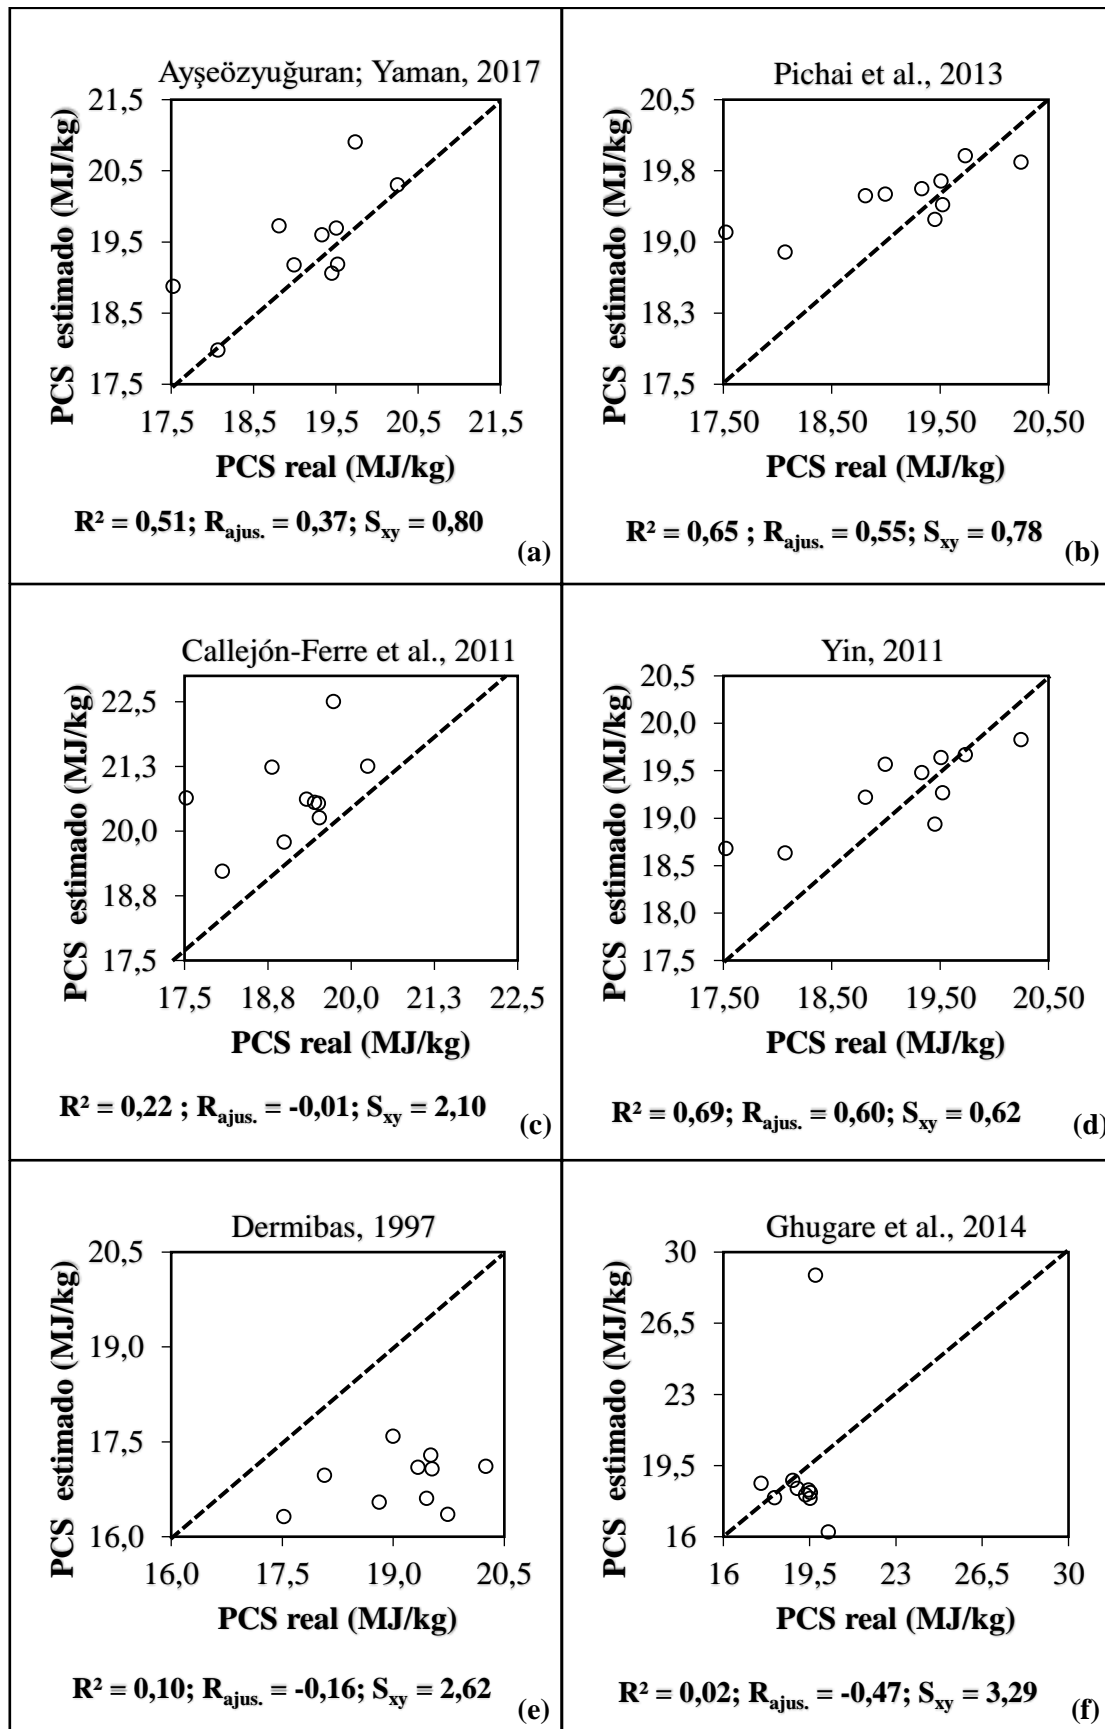 Ayşeözyuğuran; Yaman, 2017
21,5
20,5
19,5
18,5
17,5
PCS estimado (MJ/kg)
17,5 18,5 19,5 20,5 21,5
PCS real (MJ/kg)
R² = 0,51; Rajus. = 0,37; Sxy = 0,80
(a)
Pichai et al., 2013
20,5
19,8
19,0
18,3
17,5
PCS estimado (MJ/kg)
17,50 18,50 19,50 20,50
PCS real (MJ/kg)
R² = 0,65 ; Rajus. = 0,55; Sxy = 0,78
(b)
Callejón-Ferre et al., 2011
22,5
21,3
20,0
18,8
17,5
PCS estimado (MJ/kg)
17,5 18,8 20,0 21,3 22,5
PCS real (MJ/kg)
R² = 0,22 ; Rajus. = -0,01; Sxy = 2,10
(c)
Yin, 2011
20,5
20,0
19,5
19,0
18,5
18,0
17,5
PCS estimado (MJ/kg)
17,50 18,50 19,50 20,50
PCS real (MJ/kg)
R² = 0,69; Rajus. = 0,60; Sxy = 0,62
(d)
Dermibas, 1997
20,5
19,0
17,5
16,0
PCS estimado (MJ/kg)
16,0 17,5 19,0 20,5
PCS real (MJ/kg)
R² = 0,10; Rajus. = -0,16; Sxy = 2,62
(e)
Ghugare et al., 2014
30
26,5
23
19,5
16
PCS estimado (MJ/kg)
16 19,5 23 26,5 30
PCS real (MJ/kg)
R² = 0,02; Rajus. = -0,47; Sxy = 3,29
(f)